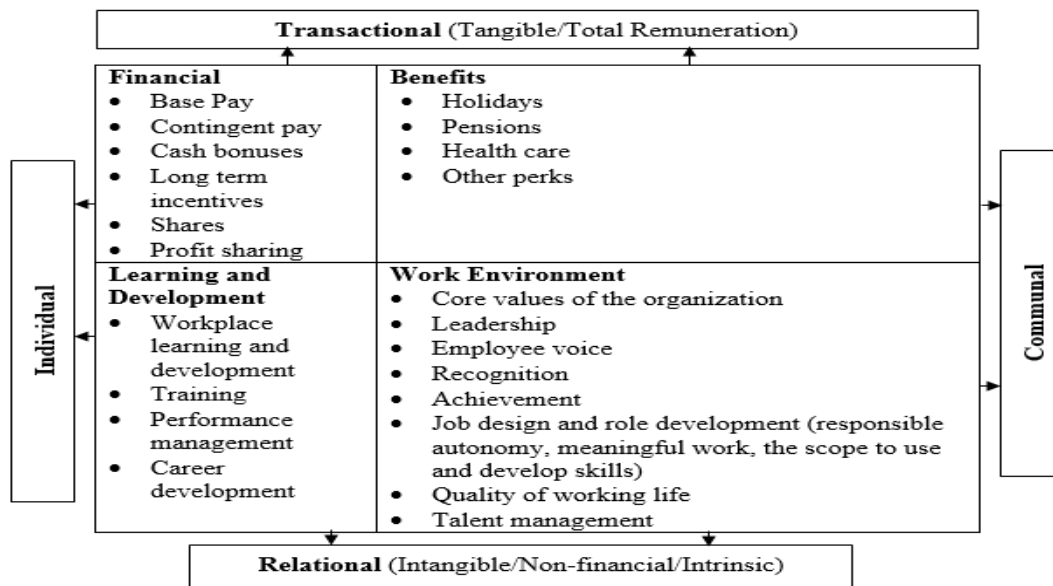 Transactional (Tangible/Total Remuneration)
Financial
• Base Pay
• Contingent pay
• Cash bonuses
• Long term
incentives
• Shares
• Profit sharing
Benefits
• Holidays
• Pensions
• Health care
• Other perks
Individual
Learning and
Development
• Workplace
learning and
development
• Training
• Performance
management
• Career
development
Work Environment
• Core values of the organization
• Leadership
• Employee voice
• Recognition
• Achievement
• Job design and role development (responsible
autonomy, meaningful work, the scope to use
and develop skills)
• Quality of working life
• Talent management
Communal
Relational (Intangible/Non-financial/Intrinsic)